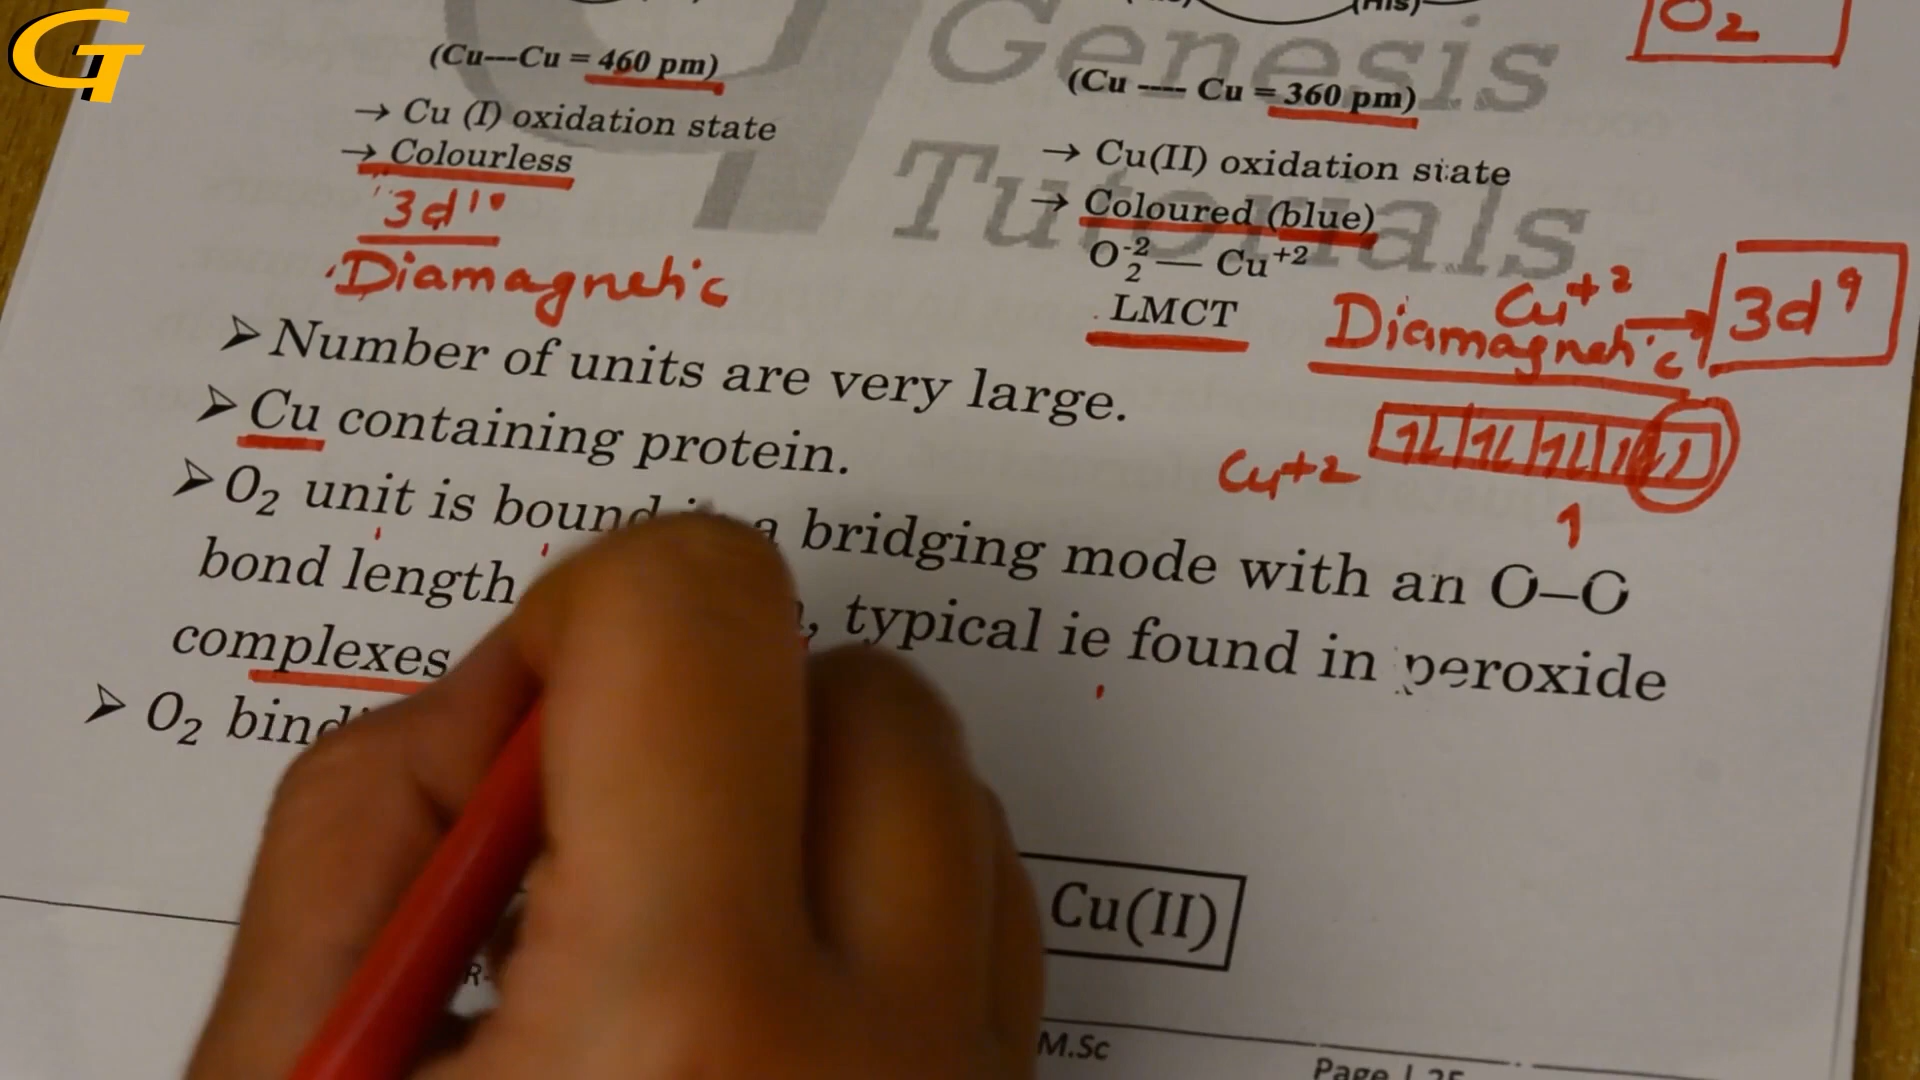 GT
Genesis
Tutorials
(His)
O2
(Cu---Cu = 460 pm)
(Cu ---- Cu = 360 pm)
→ Cu (I) oxidation state
→ Cu(II) oxidation state
→ Colourless
→ Coloured (blue)
3d¹⁰
O₂⁻² — Cu⁺²
Diamagnetic
LMCT
Cu+2
Diamagnetic → 3d⁹
➢ Number of units are very large.
➢ Cu containing protein.
Cu+2
1
➢ O₂ unit is bound a bridging mode with an O–O
bond length , typical ie found in peroxide
complexes
➢ O₂
Cu(II)
M.Sc
Page |